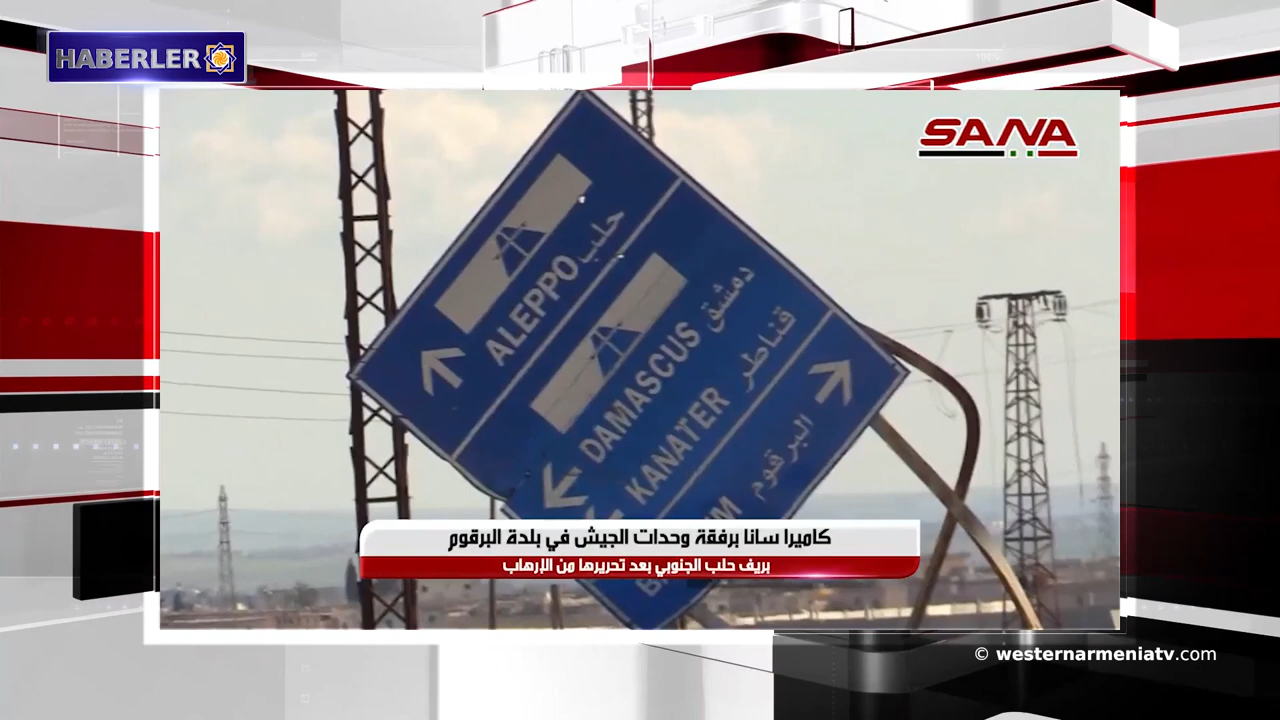 HABERLER
SANA
ALEPPO حلب
DAMASCUS دمشق
KANATER قناطر
البرقوم
كاميرا سانا برفقة وحدات الجيش في بلدة البرقوم
بريف حلب الجنوبي بعد تحريرها من الإرهاب
© westernarmeniatv.com